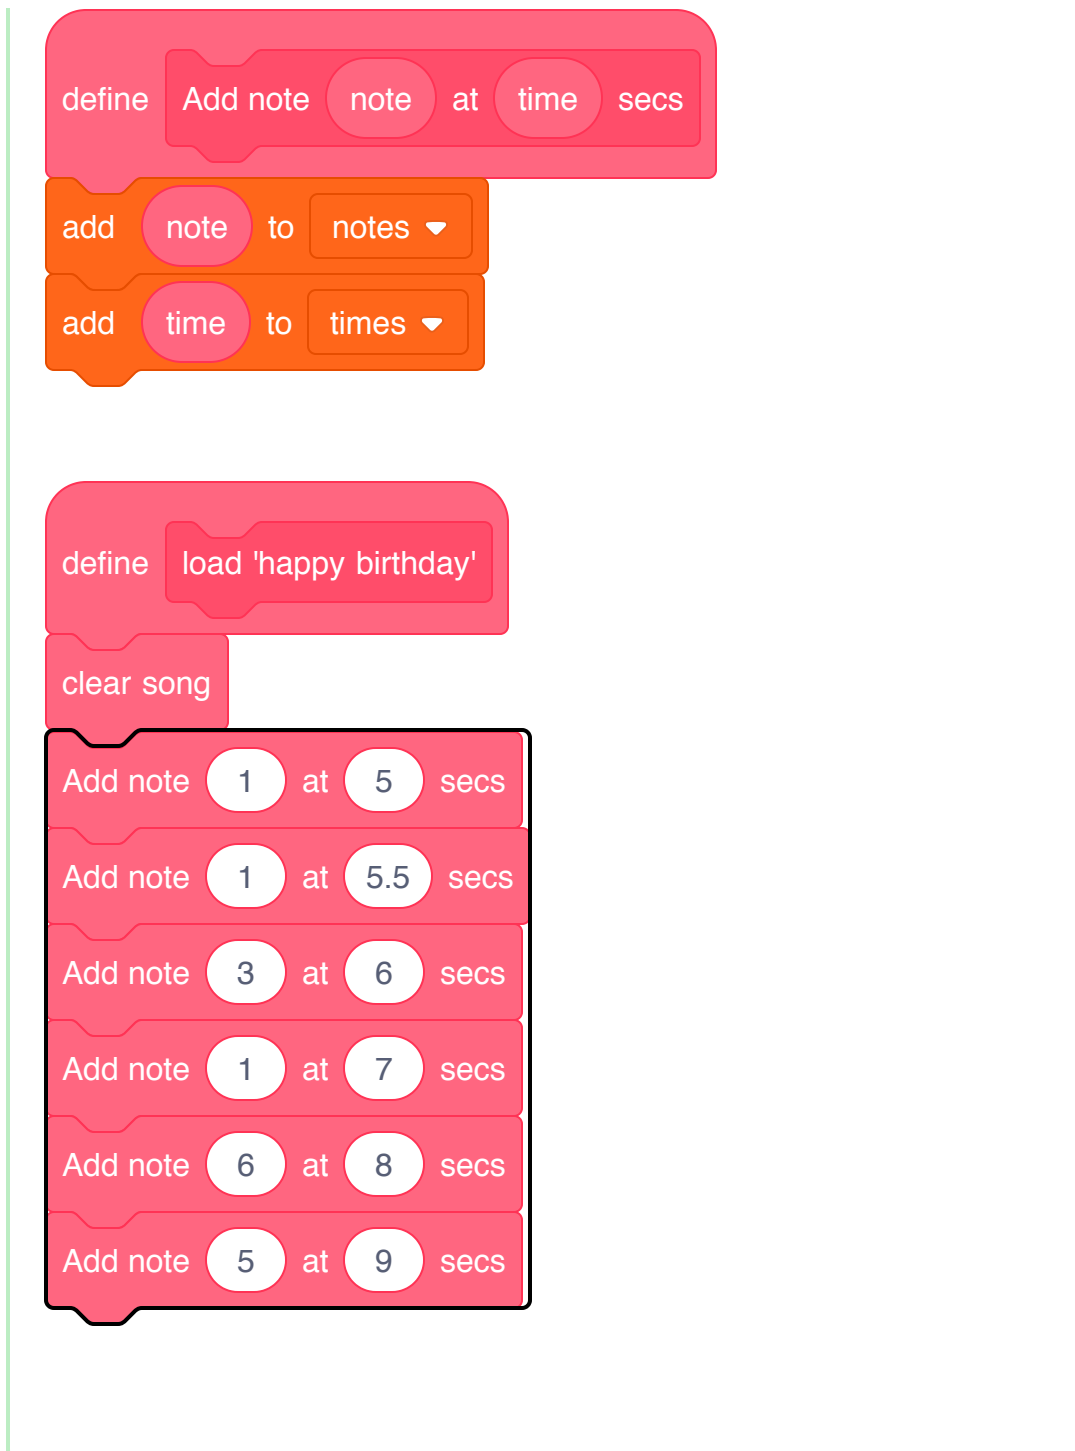 define Add note note at time secs
add note to notes
add time to times
define load 'happy birthday'
clear song
Add note 1 at 5 secs
Add note 1 at 5.5 secs
Add note 3 at 6 secs
Add note 1 at 7 secs
Add note 6 at 8 secs
Add note 5 at 9 secs